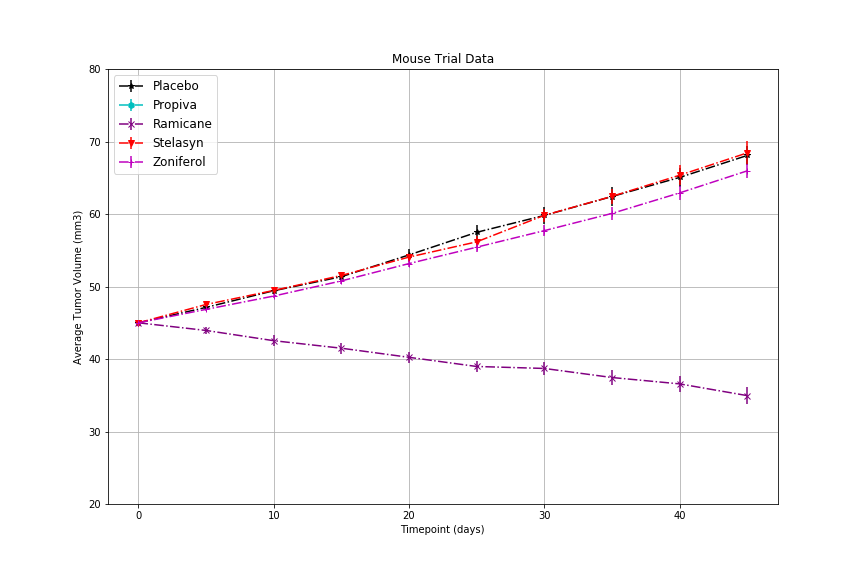 Mouse Trial Data
80
70
60
50
40
30
20
Average Tumor Volume (mm3)
Placebo
Propiva
Ramicane
Stelasyn
Zoniferol
0 10 20 30 40
Timepoint (days)